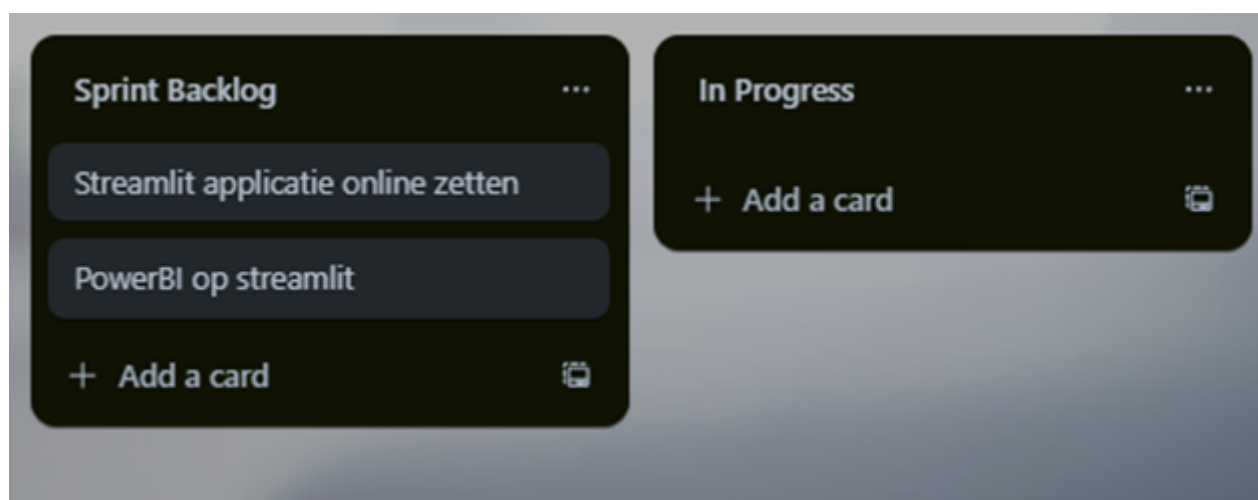 Sprint Backlog
Streamlit applicatie online zetten
PowerBI op streamlit
+ Add a card
In Progress
+ Add a card